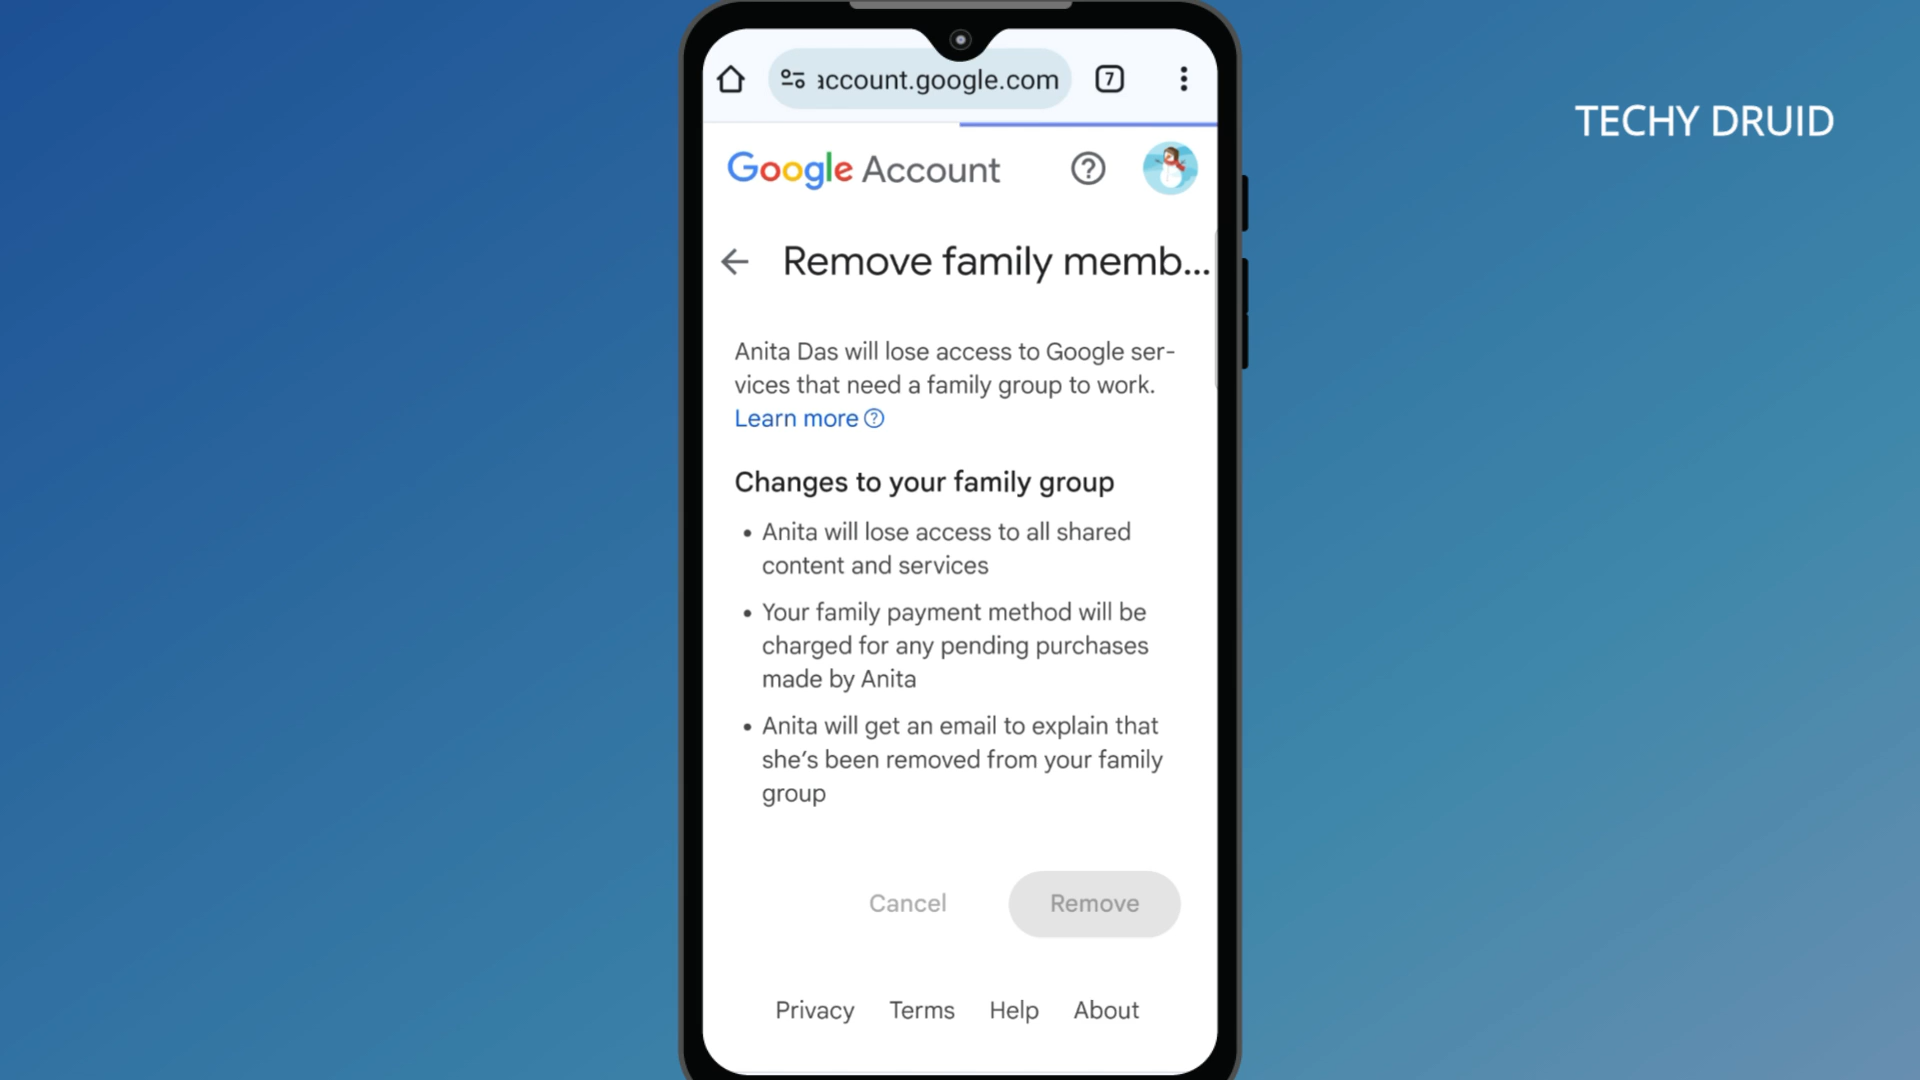 TECHY DRUID
account.google.com
7
Google Account
Remove family memb...
Anita Das will lose access to Google ser-
vices that need a family group to work.
Learn more
Changes to your family group
• Anita will lose access to all shared
content and services
• Your family payment method will be
charged for any pending purchases
made by Anita
• Anita will get an email to explain that
she’s been removed from your family
group
Cancel Remove
Privacy Terms Help About